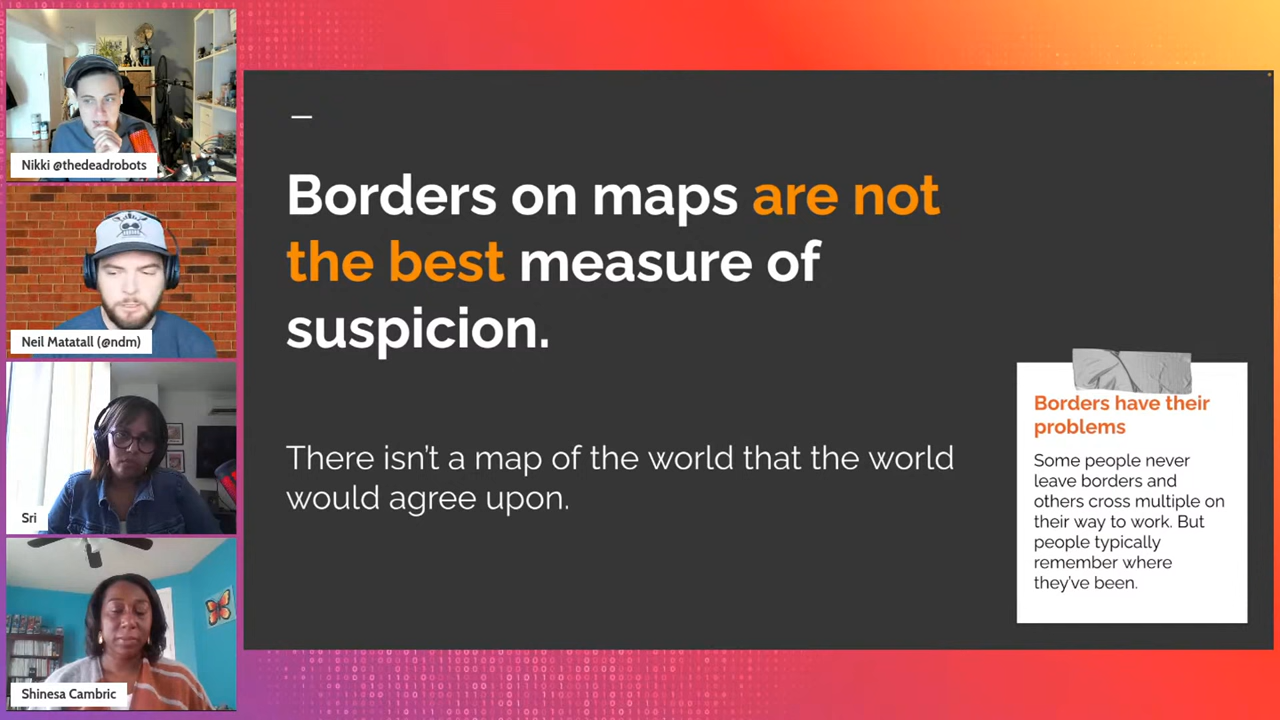 Nikki @thedeadrobots
Neil Matatall (@ndm)
Sri
Shinesa Cambric
Borders on maps are not
the best measure of
suspicion.
There isn't a map of the world that the world
would agree upon.
Borders have their
problems
Some people never
leave borders and
others cross multiple on
their way to work. But
people typically
remember where
they've been.